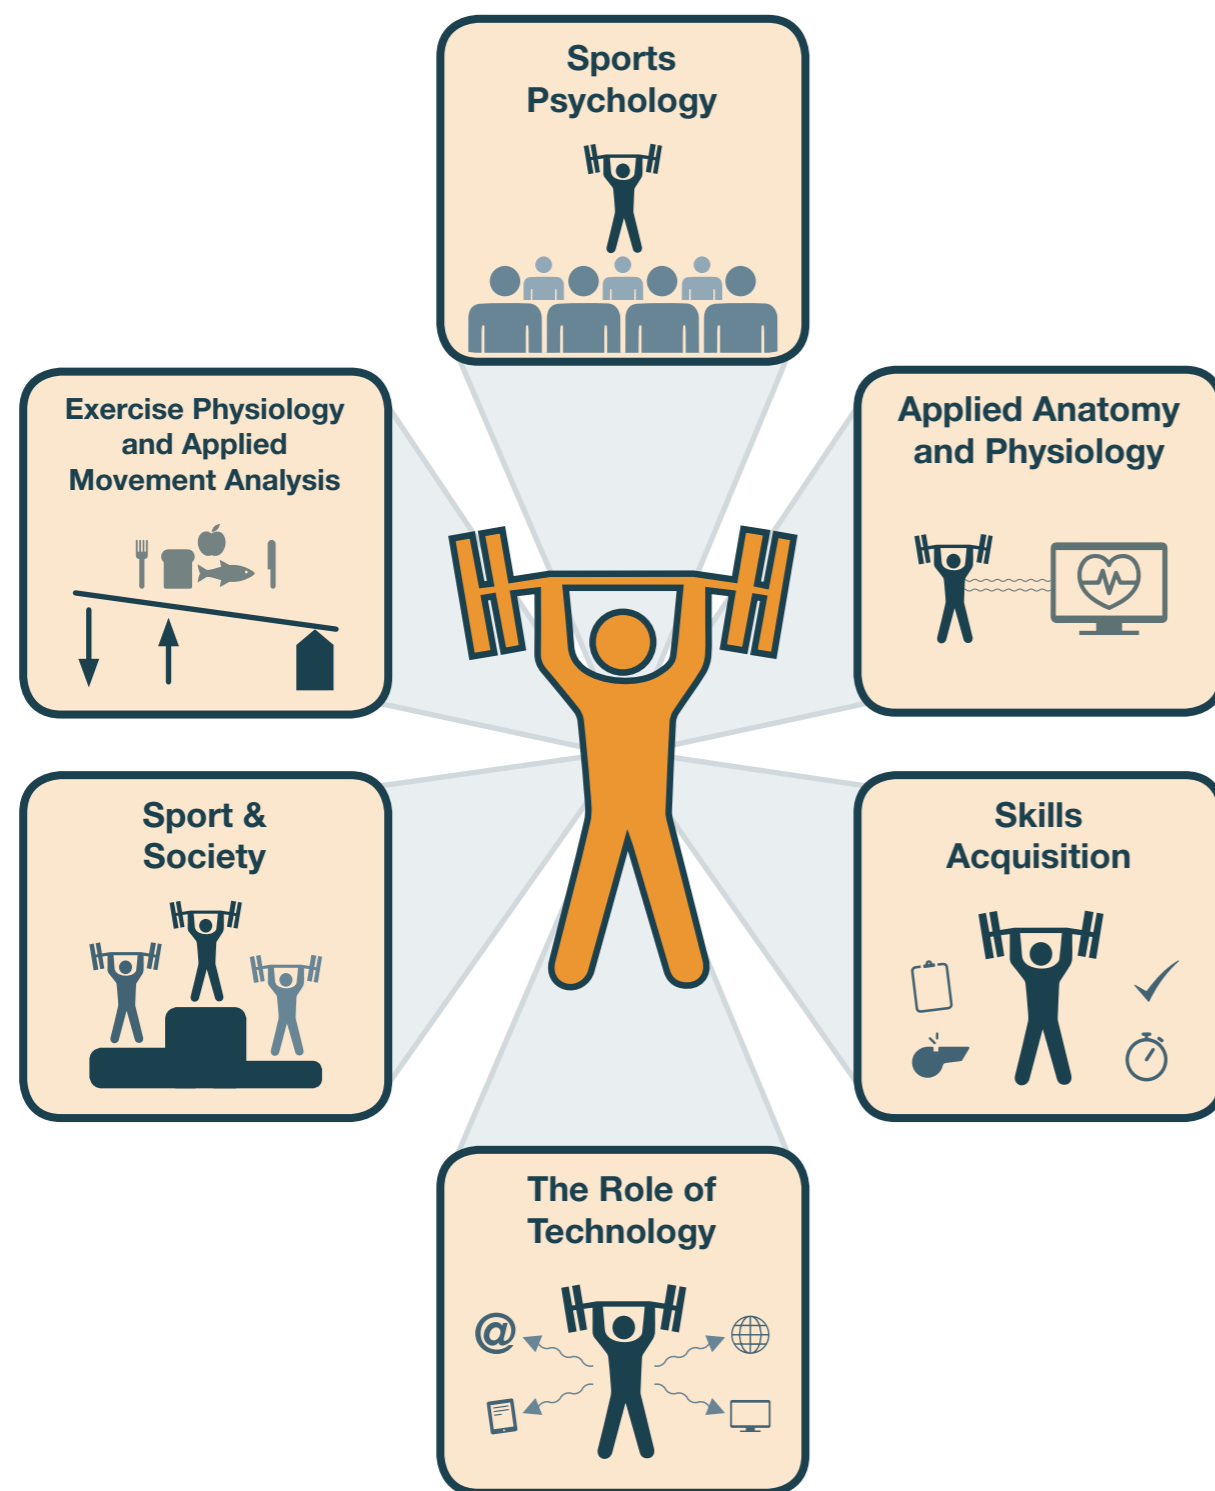 Sports
Psychology
Exercise Physiology
and Applied
Movement Analysis
Applied Anatomy
and Physiology
Sport &
Society
Skills
Acquisition
The Role of
Technology
@